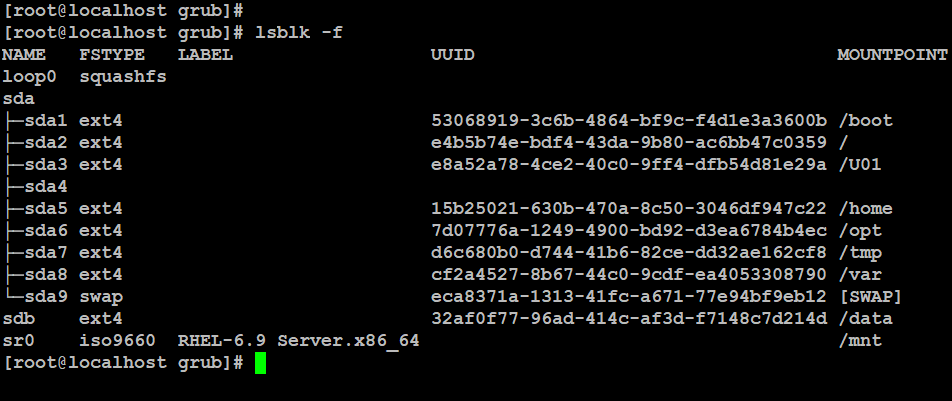 [root@localhost grub]#
[root@localhost grub]# lsblk -f
NAME   FSTYPE   LABEL                  UUID                                 MOUNTPOINT
loop0  squashfs
sda
├─sda1 ext4                            53068919-3c6b-4864-bf9c-f4d1e3a3600b /boot
├─sda2 ext4                            e4b5b74e-bdf4-43da-9b80-ac6bb47c0359 /
├─sda3 ext4                            e8a52a78-4ce2-40c0-9ff4-dfb54d81e29a /U01
├─sda4
├─sda5 ext4                            15b25021-630b-470a-8c50-3046df947c22 /home
├─sda6 ext4                            7d07776a-1249-4900-bd92-d3ea6784b4ec /opt
├─sda7 ext4                            d6c680b0-d744-41b6-82ce-dd32ae162cf8 /tmp
├─sda8 ext4                            cf2a4527-8b67-44c0-9cdf-ea4053308790 /var
└─sda9 swap                            eca8371a-1313-41fc-a671-77e94bf9eb12 [SWAP]
sdb    ext4                            32af0f77-96ad-414c-af3d-f7148c7d214d /data
sr0    iso9660  RHEL-6.9 Server.x86_64                                      /mnt
[root@localhost grub]#